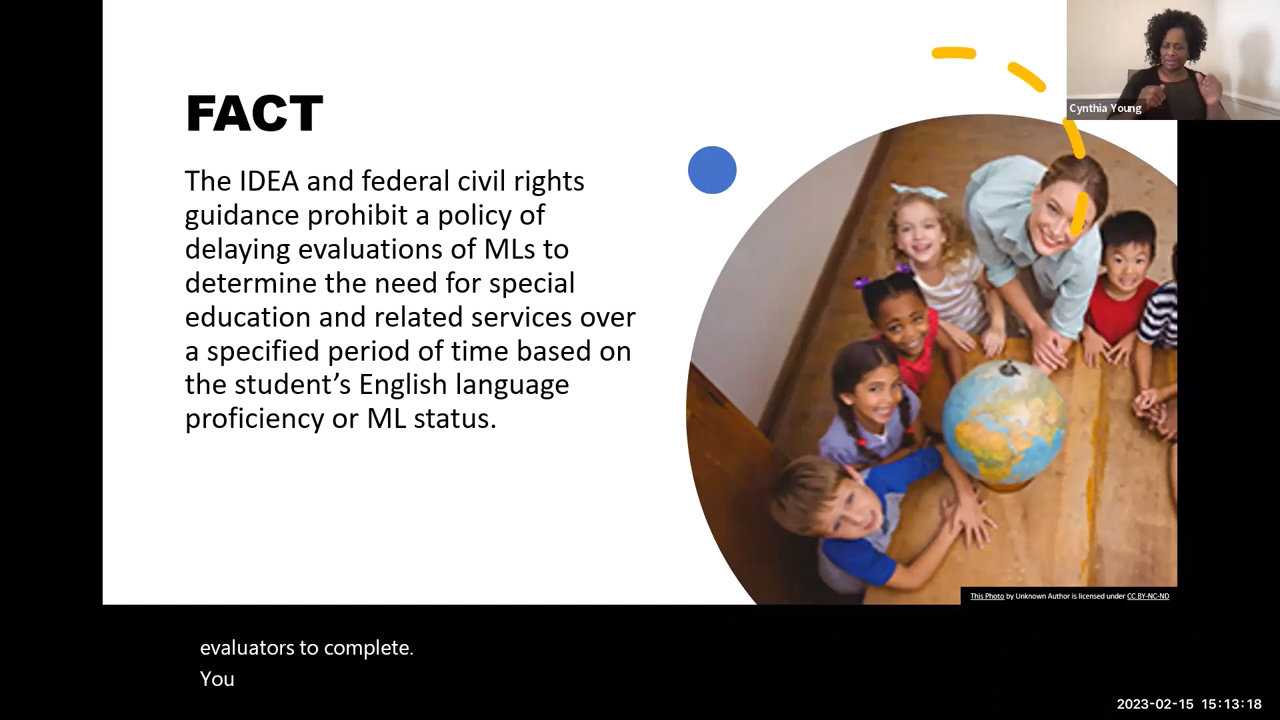 Cynthia Young
FACT
The IDEA and federal civil rights
guidance prohibit a policy of
delaying evaluations of MLs to
determine the need for special
education and related services over
a specified period of time based on
the student’s English language
proficiency or ML status.
This Photo by Unknown Author is licensed under CC BY-NC-ND
evaluators to complete.
You
2023-02-15 15:13:18